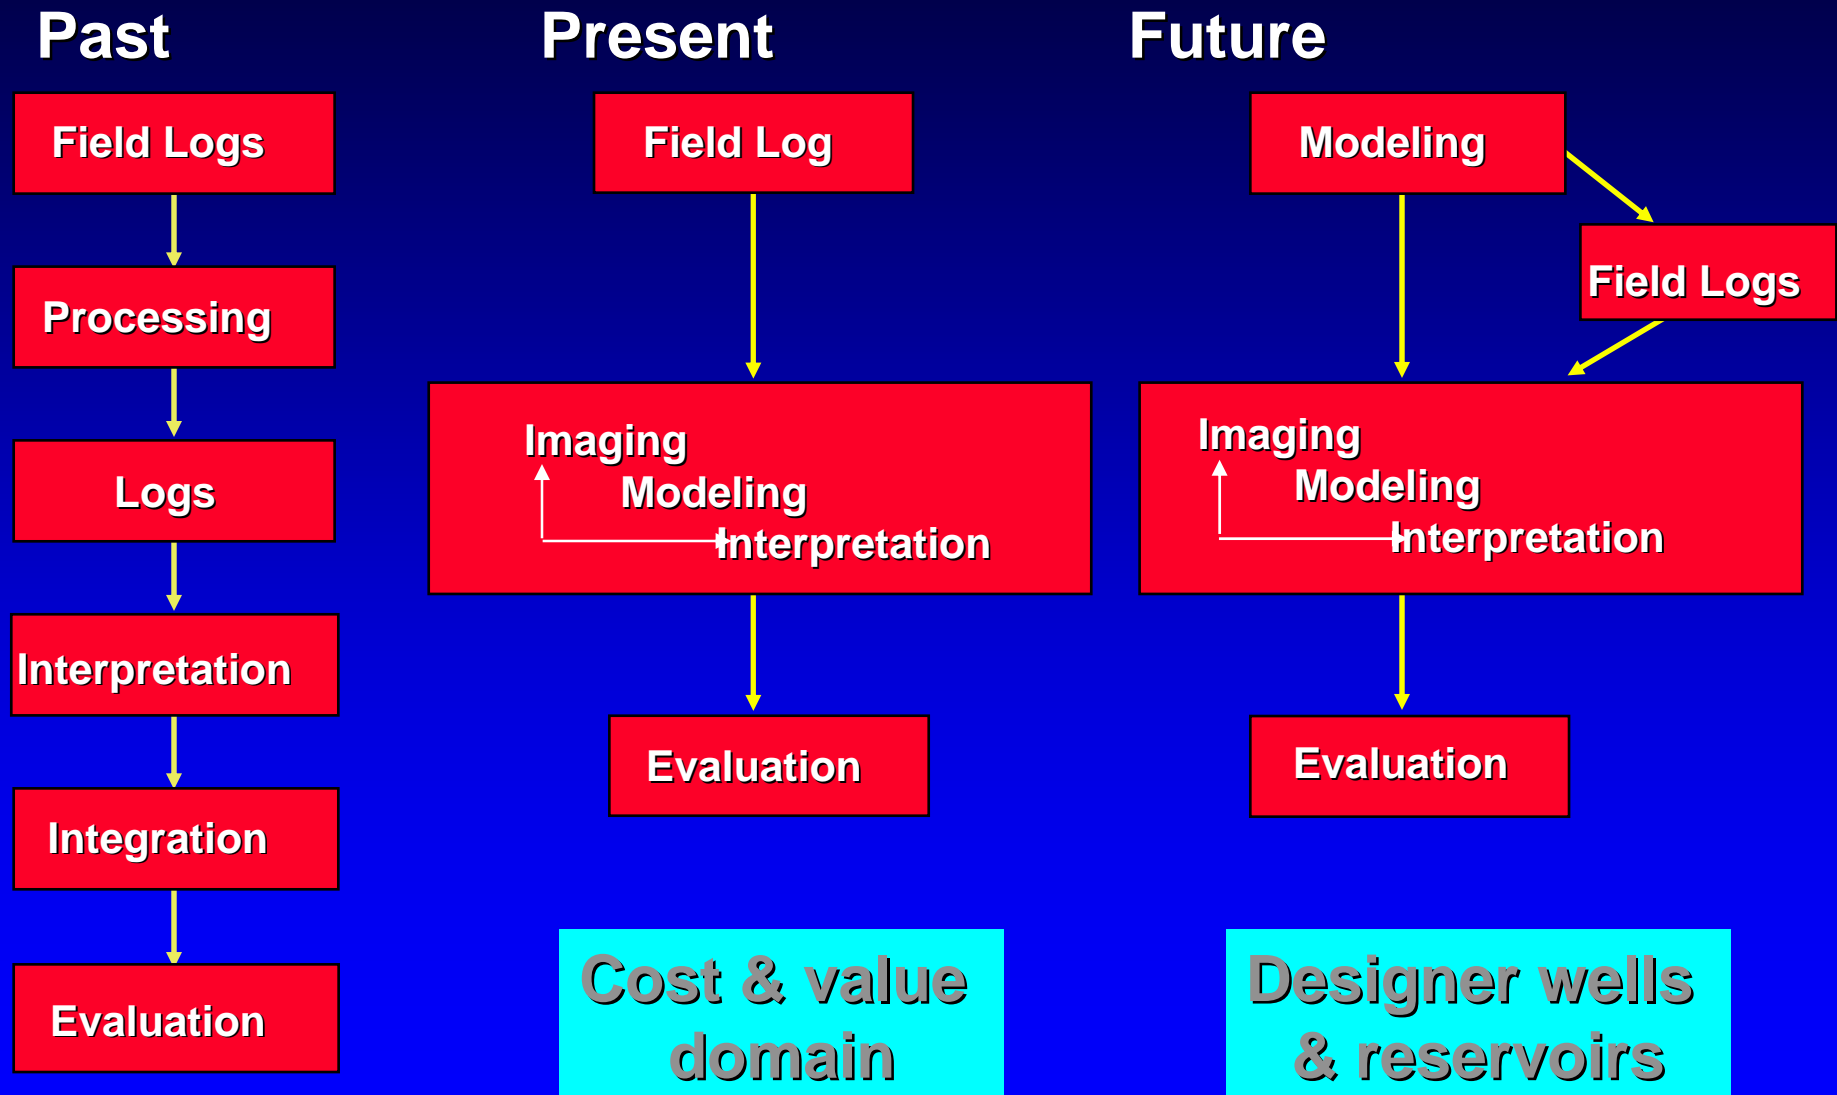 Past
Field Logs
Processing
Logs
Interpretation
Integration
Evaluation
Present
Field Log
Imaging
Modeling
Interpretation
Evaluation
Cost & value
domain
Future
Modeling
Field Logs
Imaging
Modeling
Interpretation
Evaluation
Designer wells
& reservoirs